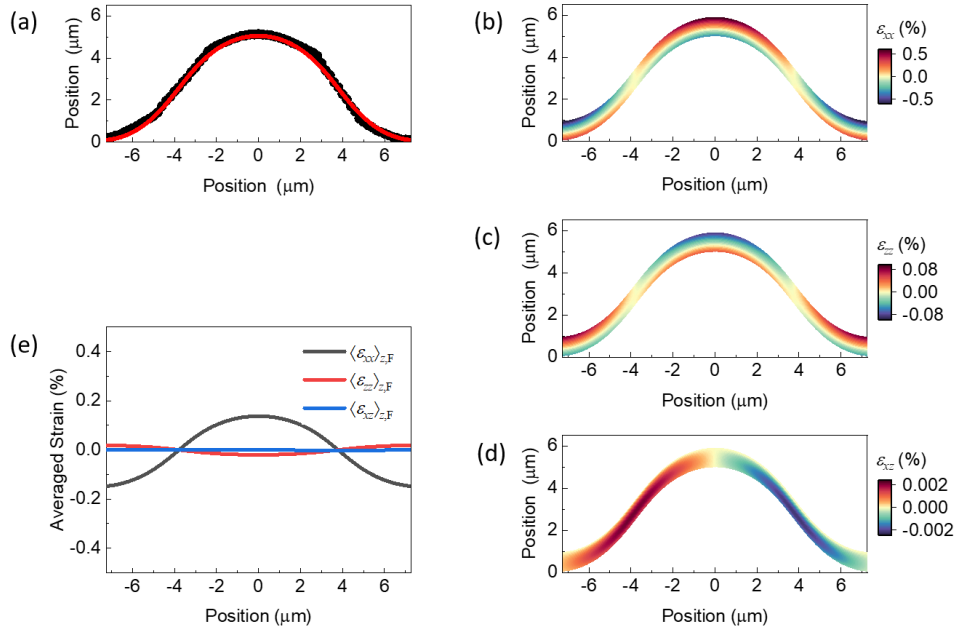 (a)
6
4
2
0
Position (μm)
-6 -4 -2 0 2 4 6
Position (μm)
(b)
6
4
2
0
Position (μm)
-6 -4 -2 0 2 4 6
Position (μm)
εxx (%)
0.5
0.0
-0.5
(c)
6
4
2
0
Position (μm)
-6 -4 -2 0 2 4 6
Position (μm)
εzz (%)
0.08
0.00
-0.08
(e)
0.4
0.2
0.0
-0.2
-0.4
Averaged Strain (%)
⟨εxx⟩z,F
⟨εzz⟩z,F
⟨εxz⟩z,F
-6 -4 -2 0 2 4 6
Position (μm)
(d)
6
4
2
0
Position (μm)
-6 -4 -2 0 2 4 6
Position (μm)
εxz (%)
0.002
0.000
-0.002